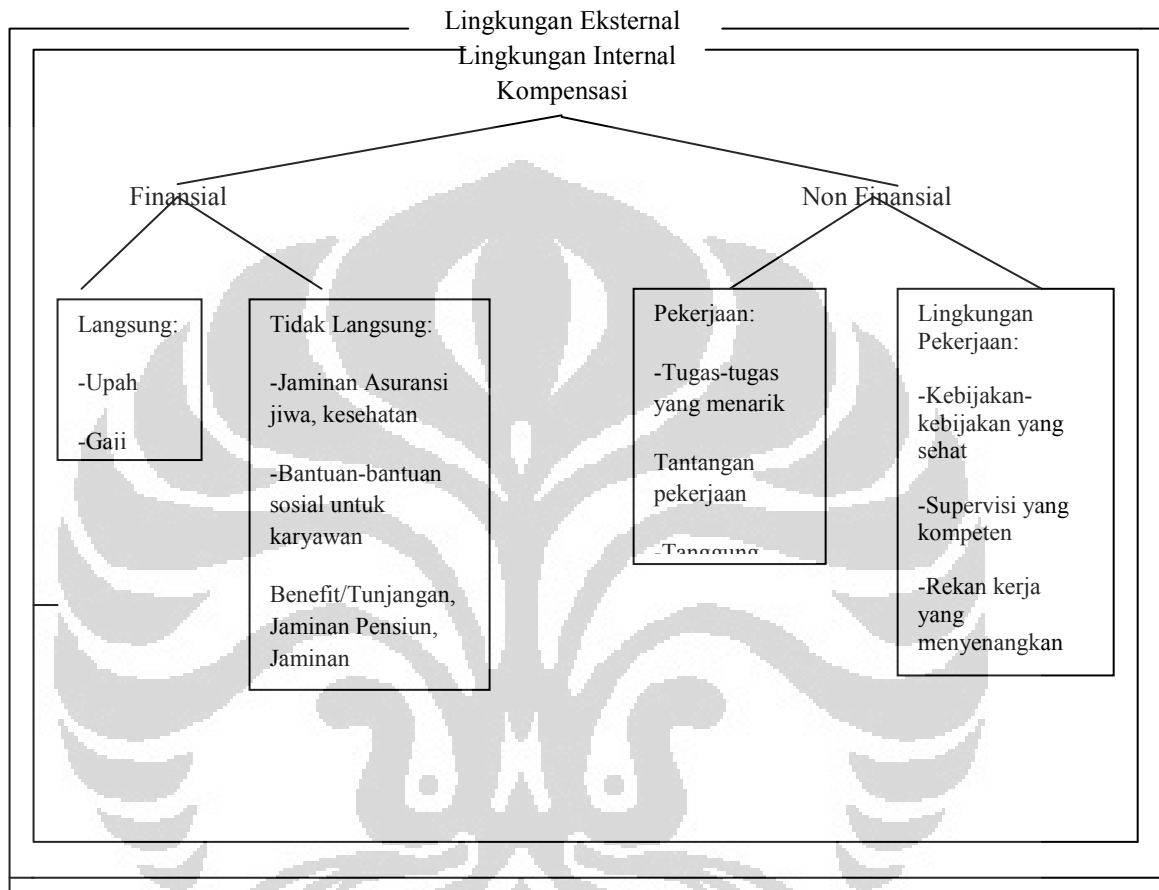 Lingkungan Eksternal
Lingkungan Internal
Kompensasi
Finansial
Non Finansial
Langsung:
-Upah
-Gaji
Tidak Langsung:
-Jaminan Asuransi
jiwa, kesehatan
-Bantuan-bantuan
sosial untuk
karyawan
Benefit/Tunjangan,
Jaminan Pensiun,
Jaminan
Pekerjaan:
-Tugas-tugas
yang menarik
Tantangan
pekerjaan
-Tanggung
Lingkungan
Pekerjaan:
-Kebijakan-
kebijakan yang
sehat
-Supervisi yang
kompeten
-Rekan kerja
yang
menyenangkan